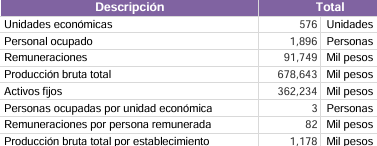 Descripción Total
Unidades económicas 576 Unidades
Personal ocupado 1,896 Personas
Remuneraciones 91,749 Mil pesos
Producción bruta total 678,643 Mil pesos
Activos fijos 362,234 Mil pesos
Personas ocupadas por unidad económica 3 Personas
Remuneraciones por persona remunerada 82 Mil pesos
Producción bruta total por establecimiento 1,178 Mil pesos